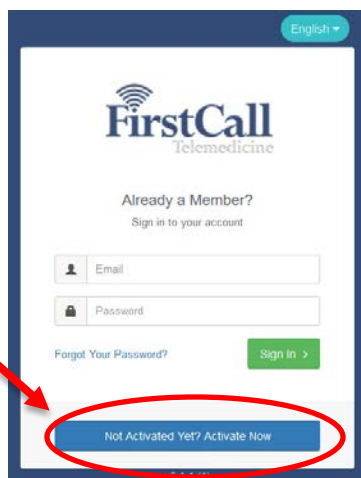 English
FirstCall
Telemedicine
Already a Member?
Sign in to your account
Email
Password
Forgot Your Password?
Sign In >
Not Activated Yet? Activate Now